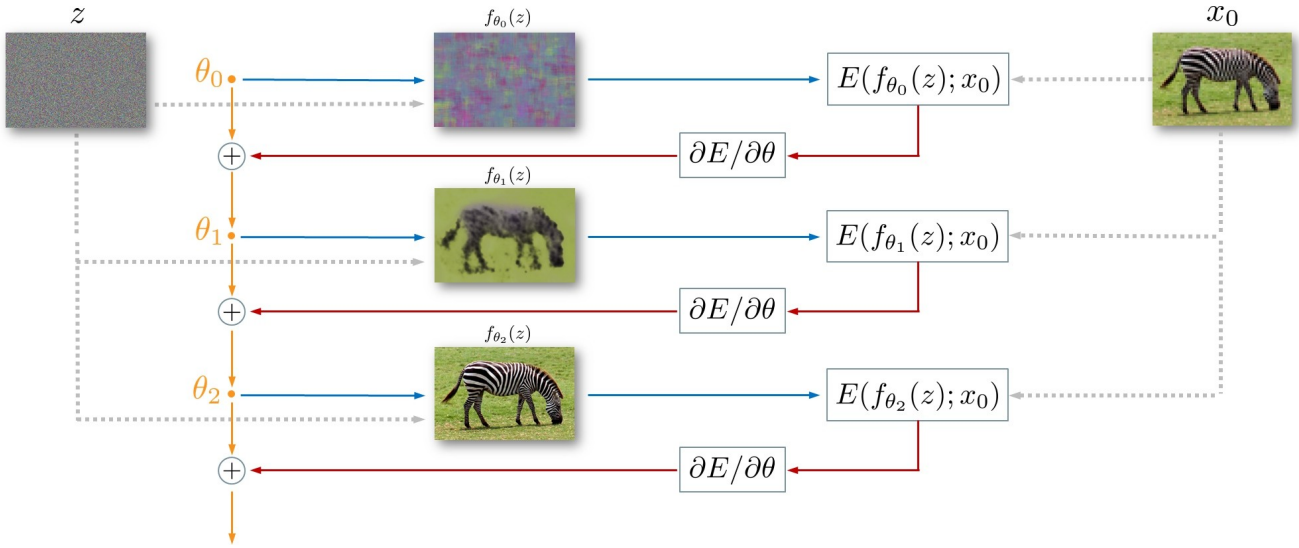 z
f_{θ_0}(z)
x_0
θ_0
E(f_{θ_0}(z); x_0)
+
∂E/∂θ
f_{θ_1}(z)
θ_1
E(f_{θ_1}(z); x_0)
+
∂E/∂θ
f_{θ_2}(z)
θ_2
E(f_{θ_2}(z); x_0)
+
∂E/∂θ